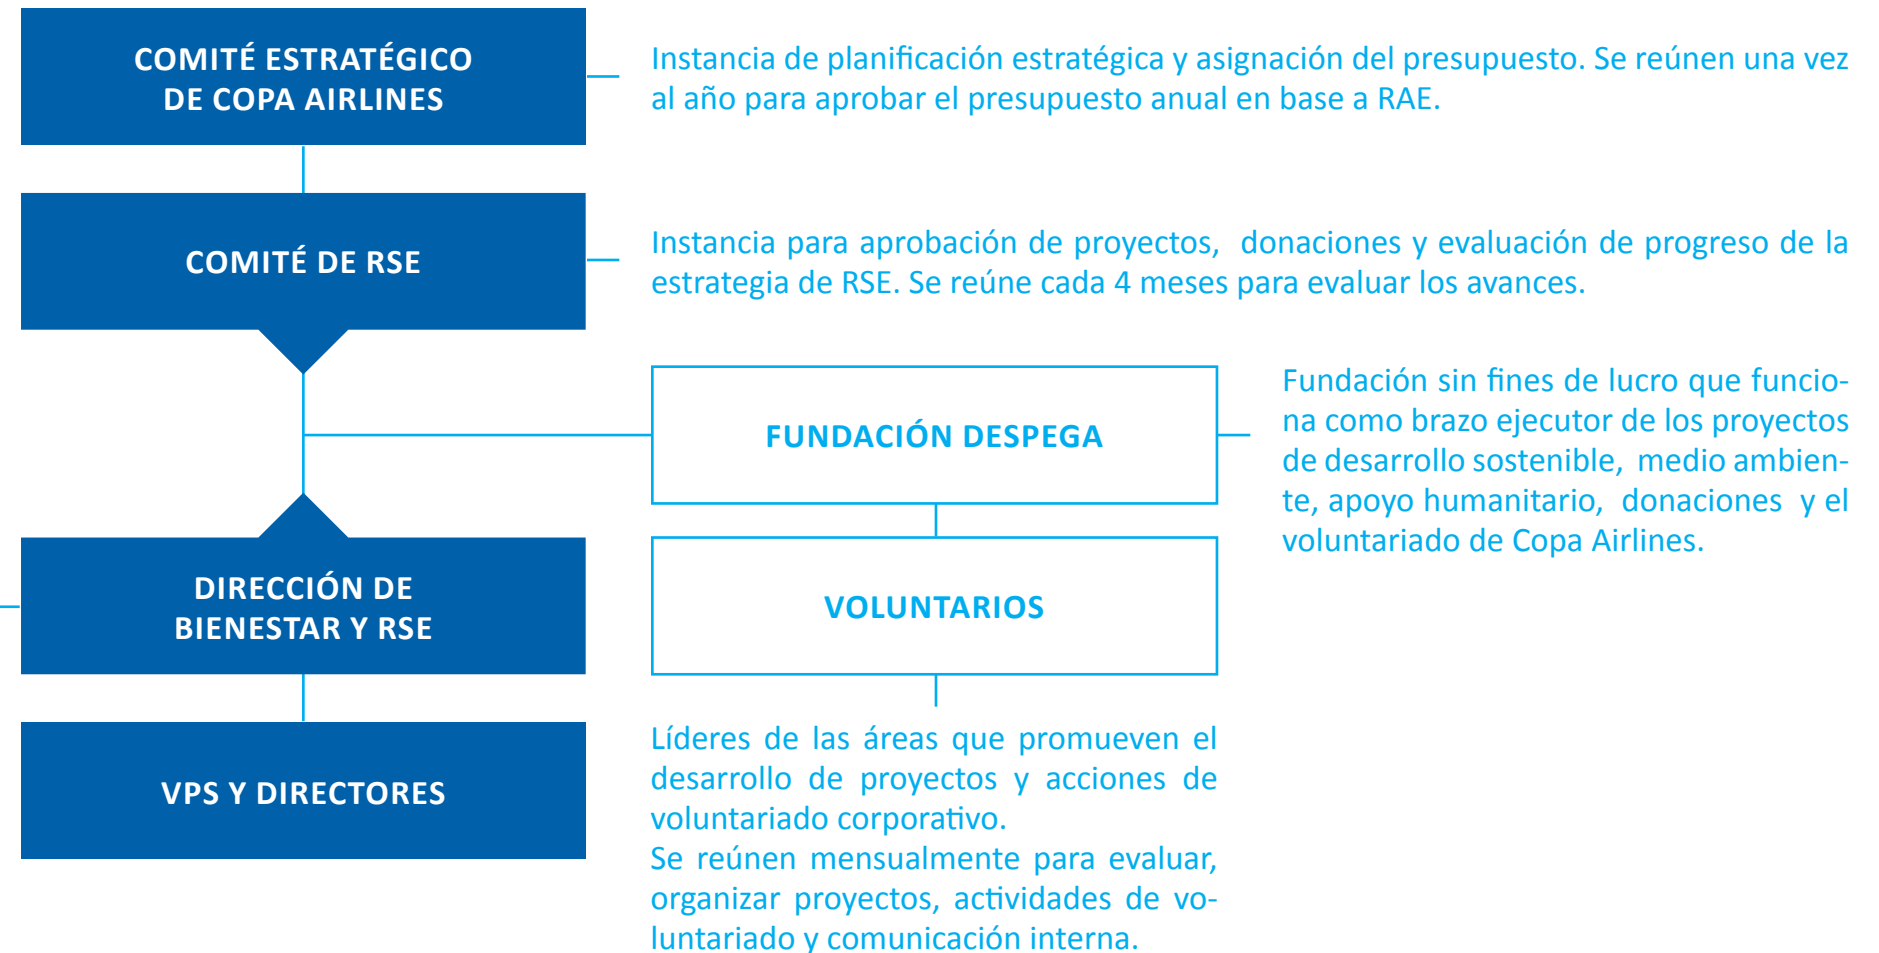 COMITÉ ESTRATÉGICO
DE COPA AIRLINES
Instancia de planificación estratégica y asignación del presupuesto. Se reúnen una vez
al año para aprobar el presupuesto anual en base a RAE.
COMITÉ DE RSE
Instancia para aprobación de proyectos, donaciones y evaluación de progreso de la
estrategia de RSE. Se reúne cada 4 meses para evaluar los avances.
FUNDACIÓN DESPEGA
Fundación sin fines de lucro que funcio-
na como brazo ejecutor de los proyectos
de desarrollo sostenible, medio ambien-
te, apoyo humanitario, donaciones y el
voluntariado de Copa Airlines.
DIRECCIÓN DE
BIENESTAR Y RSE
VOLUNTARIOS
VPS Y DIRECTORES
Líderes de las áreas que promueven el
desarrollo de proyectos y acciones de
voluntariado corporativo.
Se reúnen mensualmente para evaluar,
organizar proyectos, actividades de vo-
luntariado y comunicación interna.